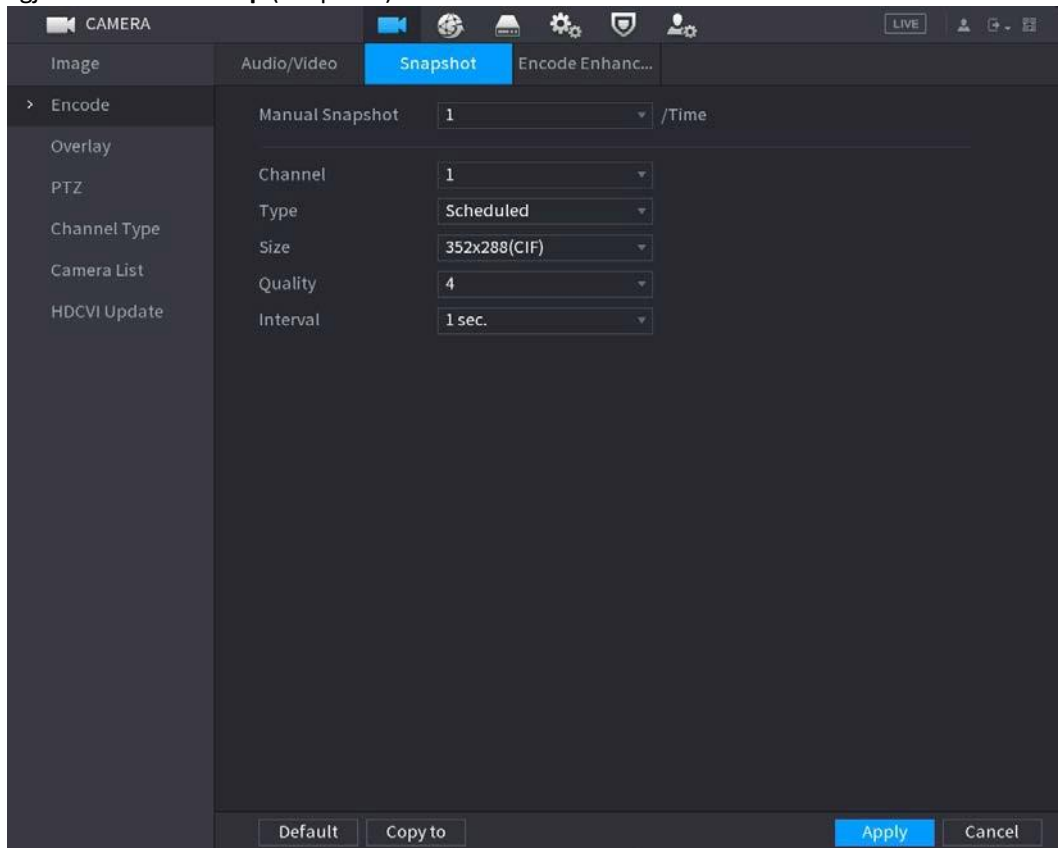 CAMERA LIVE
Image Audio/Video Snapshot Encode Enhanc...
Encode
Overlay
PTZ
Channel Type
Camera List
HDCVI Update
Manual Snapshot 1 /Time
Channel 1
Type Scheduled
Size 352x288(CIF)
Quality 4
Interval 1 sec.
Default Copy to Apply Cancel